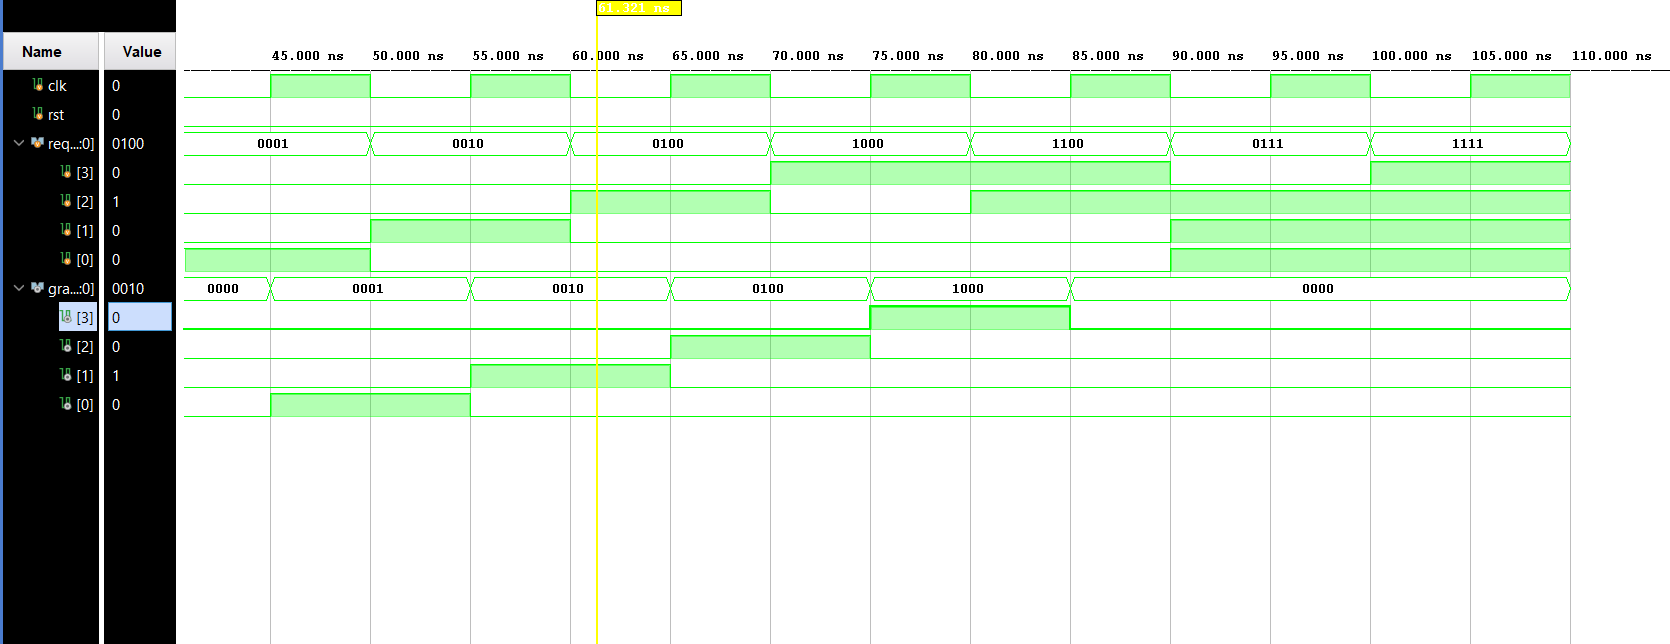 61.321 ns
Name Value
45.000 ns 50.000 ns 55.000 ns 60.000 ns 65.000 ns 70.000 ns 75.000 ns 80.000 ns 85.000 ns 90.000 ns 95.000 ns 100.000 ns 105.000 ns 110.000 ns
clk 0
rst 0
req...:0] 0100 0001 0010 0100 1000 1100 0111 1111
[3] 0
[2] 1
[1] 0
[0] 0
gra...:0] 0010 0000 0001 0010 0100 1000 0000
[3] 0
[2] 0
[1] 1
[0] 0